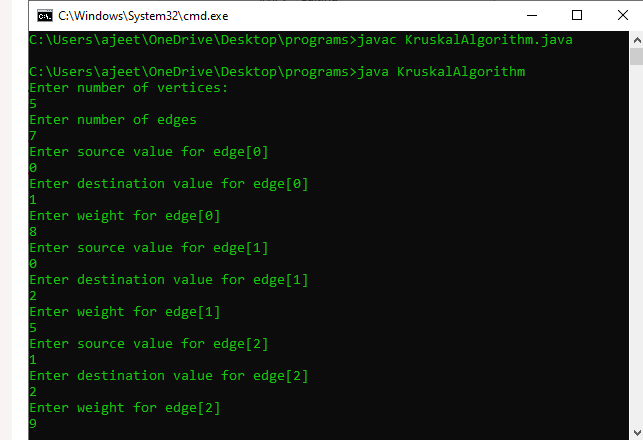 C:\Windows\System32\cmd.exe
C:\Users\ajeet\OneDrive\Desktop\programs>javac KruskalAlgorithm.java
C:\Users\ajeet\OneDrive\Desktop\programs>java KruskalAlgorithm
Enter number of vertices:
5
Enter number of edges
7
Enter source value for edge[0]
0
Enter destination value for edge[0]
1
Enter weight for edge[0]
8
Enter source value for edge[1]
0
Enter destination value for edge[1]
2
Enter weight for edge[1]
5
Enter source value for edge[2]
1
Enter destination value for edge[2]
2
Enter weight for edge[2]
9